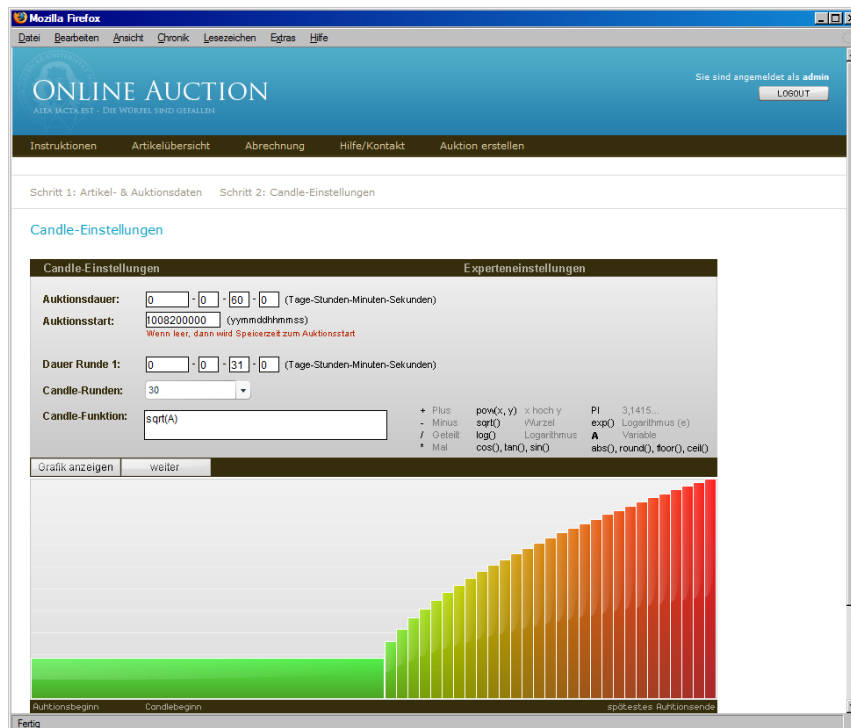 Mozilla Firefox
Datei Bearbeiten Ansicht Chronik Lesezeichen Extras Hilfe
ONLINE AUCTION
ALEA IACTA EST - DIE WÜRFEL SIND GEFALLEN
Sie sind angemeldet als admin
LOGOUT
Instruktionen Artikelübersicht Abrechnung Hilfe/Kontakt Auktion erstellen
Schritt 1: Artikel- & Auktionsdaten Schritt 2: Candle-Einstellungen
Candle-Einstellungen
Candle-Einstellungen Experteneinstellungen
Auktionsdauer: 0 - 0 - 60 - 0 (Tage-Stunden-Minuten-Sekunden)
Auktionsstart: 1008200000 (yymmddhhmmss)
Wenn leer, dann wird Speicerzeit zum Auktionsstart
Dauer Runde 1: 0 - 0 - 31 - 0 (Tage-Stunden-Minuten-Sekunden)
Candle-Runden: 30
Candle-Funktion: sqrt(A)
+ Plus pow(x, y) x hoch y PI 3,1415...
- Minus sqrt() Wurzel exp() Logarithmus (e)
/ Geteilt log() Logarithmus A Variable
* Mal cos(), tan(), sin() abs(), round(), floor(), ceil()
Grafik anzeigen weiter
Auhtionsbeginn Candlebeginn spätestes Auhtionsende
Fertig